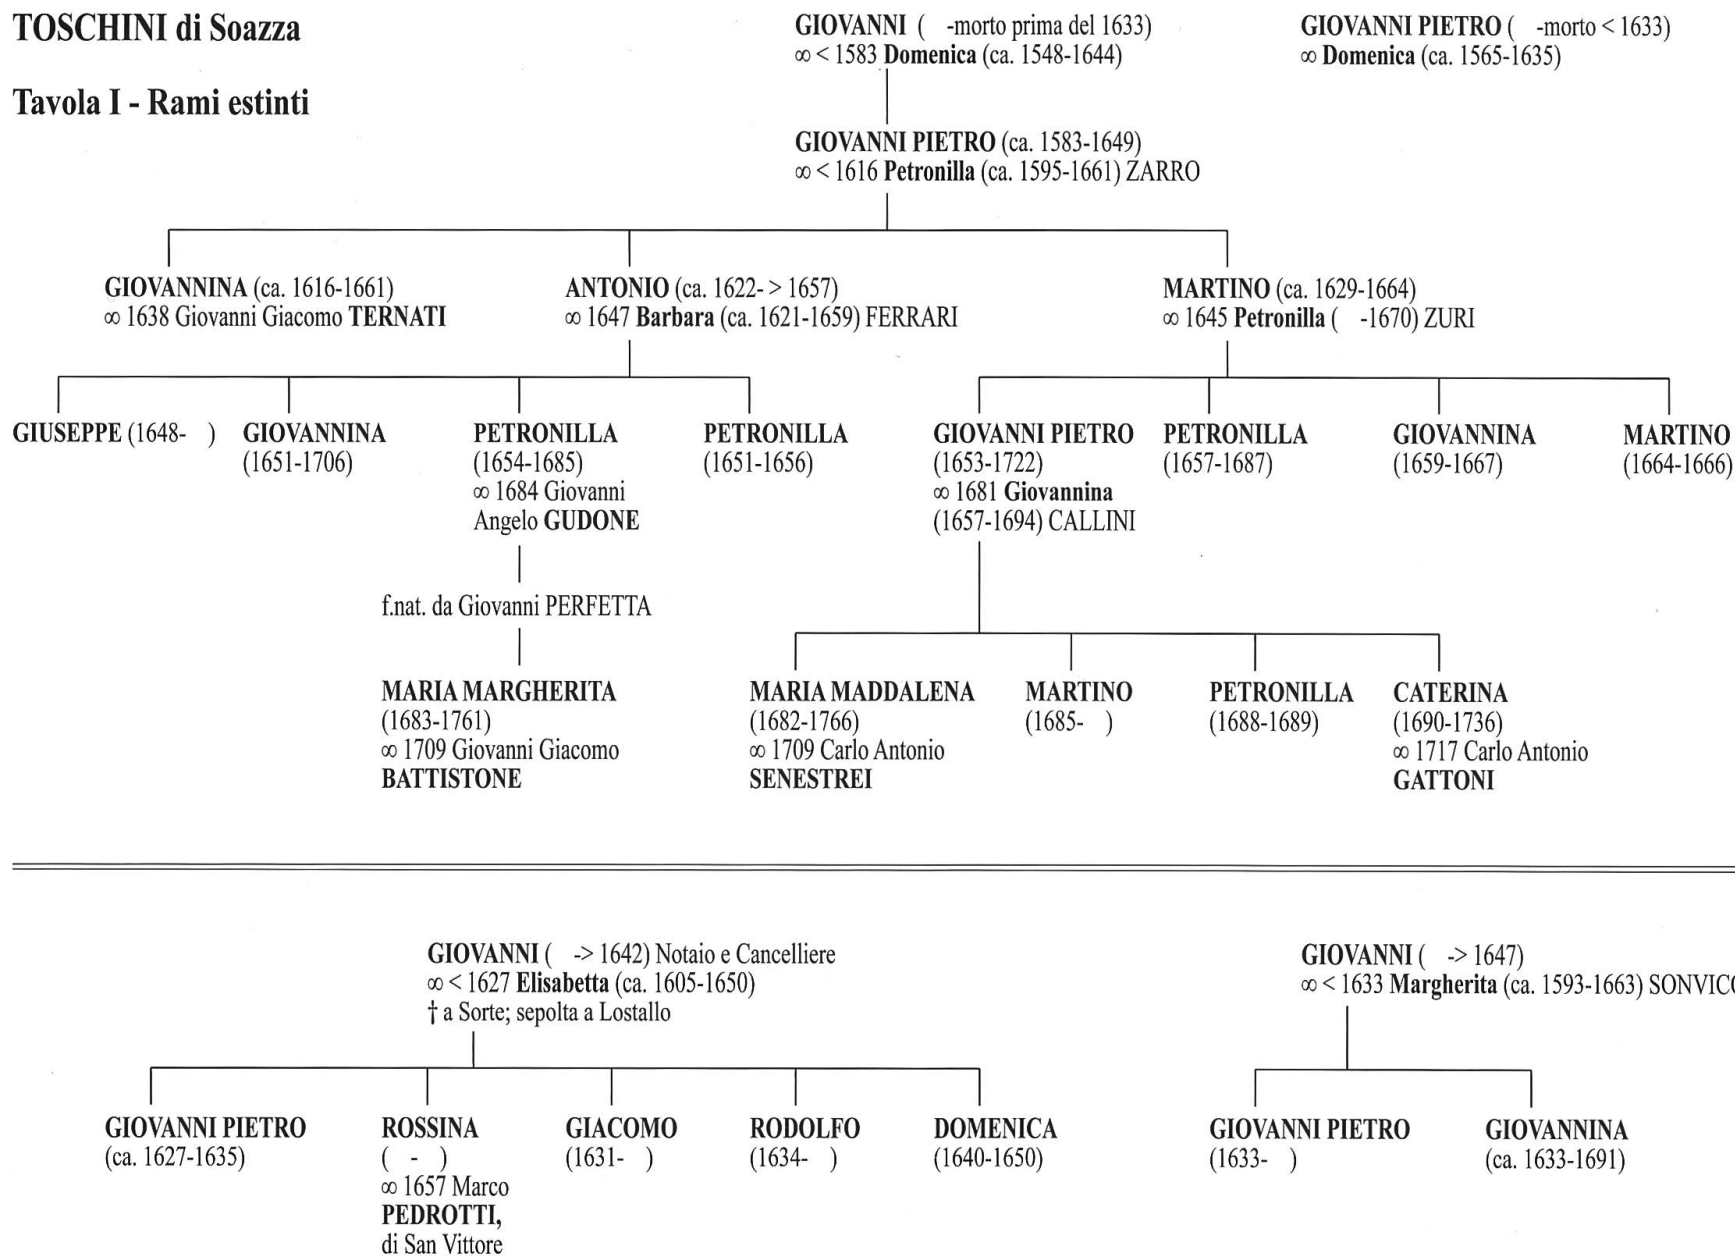 TOSCHINI di Soazza
Tavola I - Rami estinti
GIOVANNI ( -morto prima del 1633)
∞ < 1583 Domenica (ca. 1548-1644)
GIOVANNI PIETRO ( -morto < 1633)
∞ Domenica (ca. 1565-1635)
GIOVANNI PIETRO (ca. 1583-1649)
∞ < 1616 Petronilla (ca. 1595-1661) ZARRO
GIOVANNINA (ca. 1616-1661)
∞ 1638 Giovanni Giacomo TERNATI
ANTONIO (ca. 1622- > 1657)
∞ 1647 Barbara (ca. 1621-1659) FERRARI
MARTINO (ca. 1629-1664)
∞ 1645 Petronilla ( -1670) ZURI
GIUSEPPE (1648- )
GIOVANNINA
(1651-1706)
PETRONILLA
(1654-1685)
∞ 1684 Giovanni
Angelo GUDONE
PETRONILLA
(1651-1656)
GIOVANNI PIETRO
(1653-1722)
∞ 1681 Giovannina
(1657-1694) CALLINI
PETRONILLA
(1657-1687)
GIOVANNINA
(1659-1667)
MARTINO
(1664-1666)
f.nat. da Giovanni PERFETTA
MARIA MARGHERITA
(1683-1761)
∞ 1709 Giovanni Giacomo
BATTISTONE
MARIA MADDALENA
(1682-1766)
∞ 1709 Carlo Antonio
SENESTREI
MARTINO
(1685- )
PETRONILLA
(1688-1689)
CATERINA
(1690-1736)
∞ 1717 Carlo Antonio
GATTONI
GIOVANNI ( -> 1642) Notaio e Cancelliere
∞ < 1627 Elisabetta (ca. 1605-1650)
† a Sorte; sepolta a Lostallo
GIOVANNI ( -> 1647)
∞ < 1633 Margherita (ca. 1593-1663) SONVICO
GIOVANNI PIETRO
(ca. 1627-1635)
ROSSINA
( - )
∞ 1657 Marco
PEDROTTI,
di San Vittore
GIACOMO
(1631- )
RODOLFO
(1634- )
DOMENICA
(1640-1650)
GIOVANNI PIETRO
(1633- )
GIOVANNINA
(ca. 1633-1691)